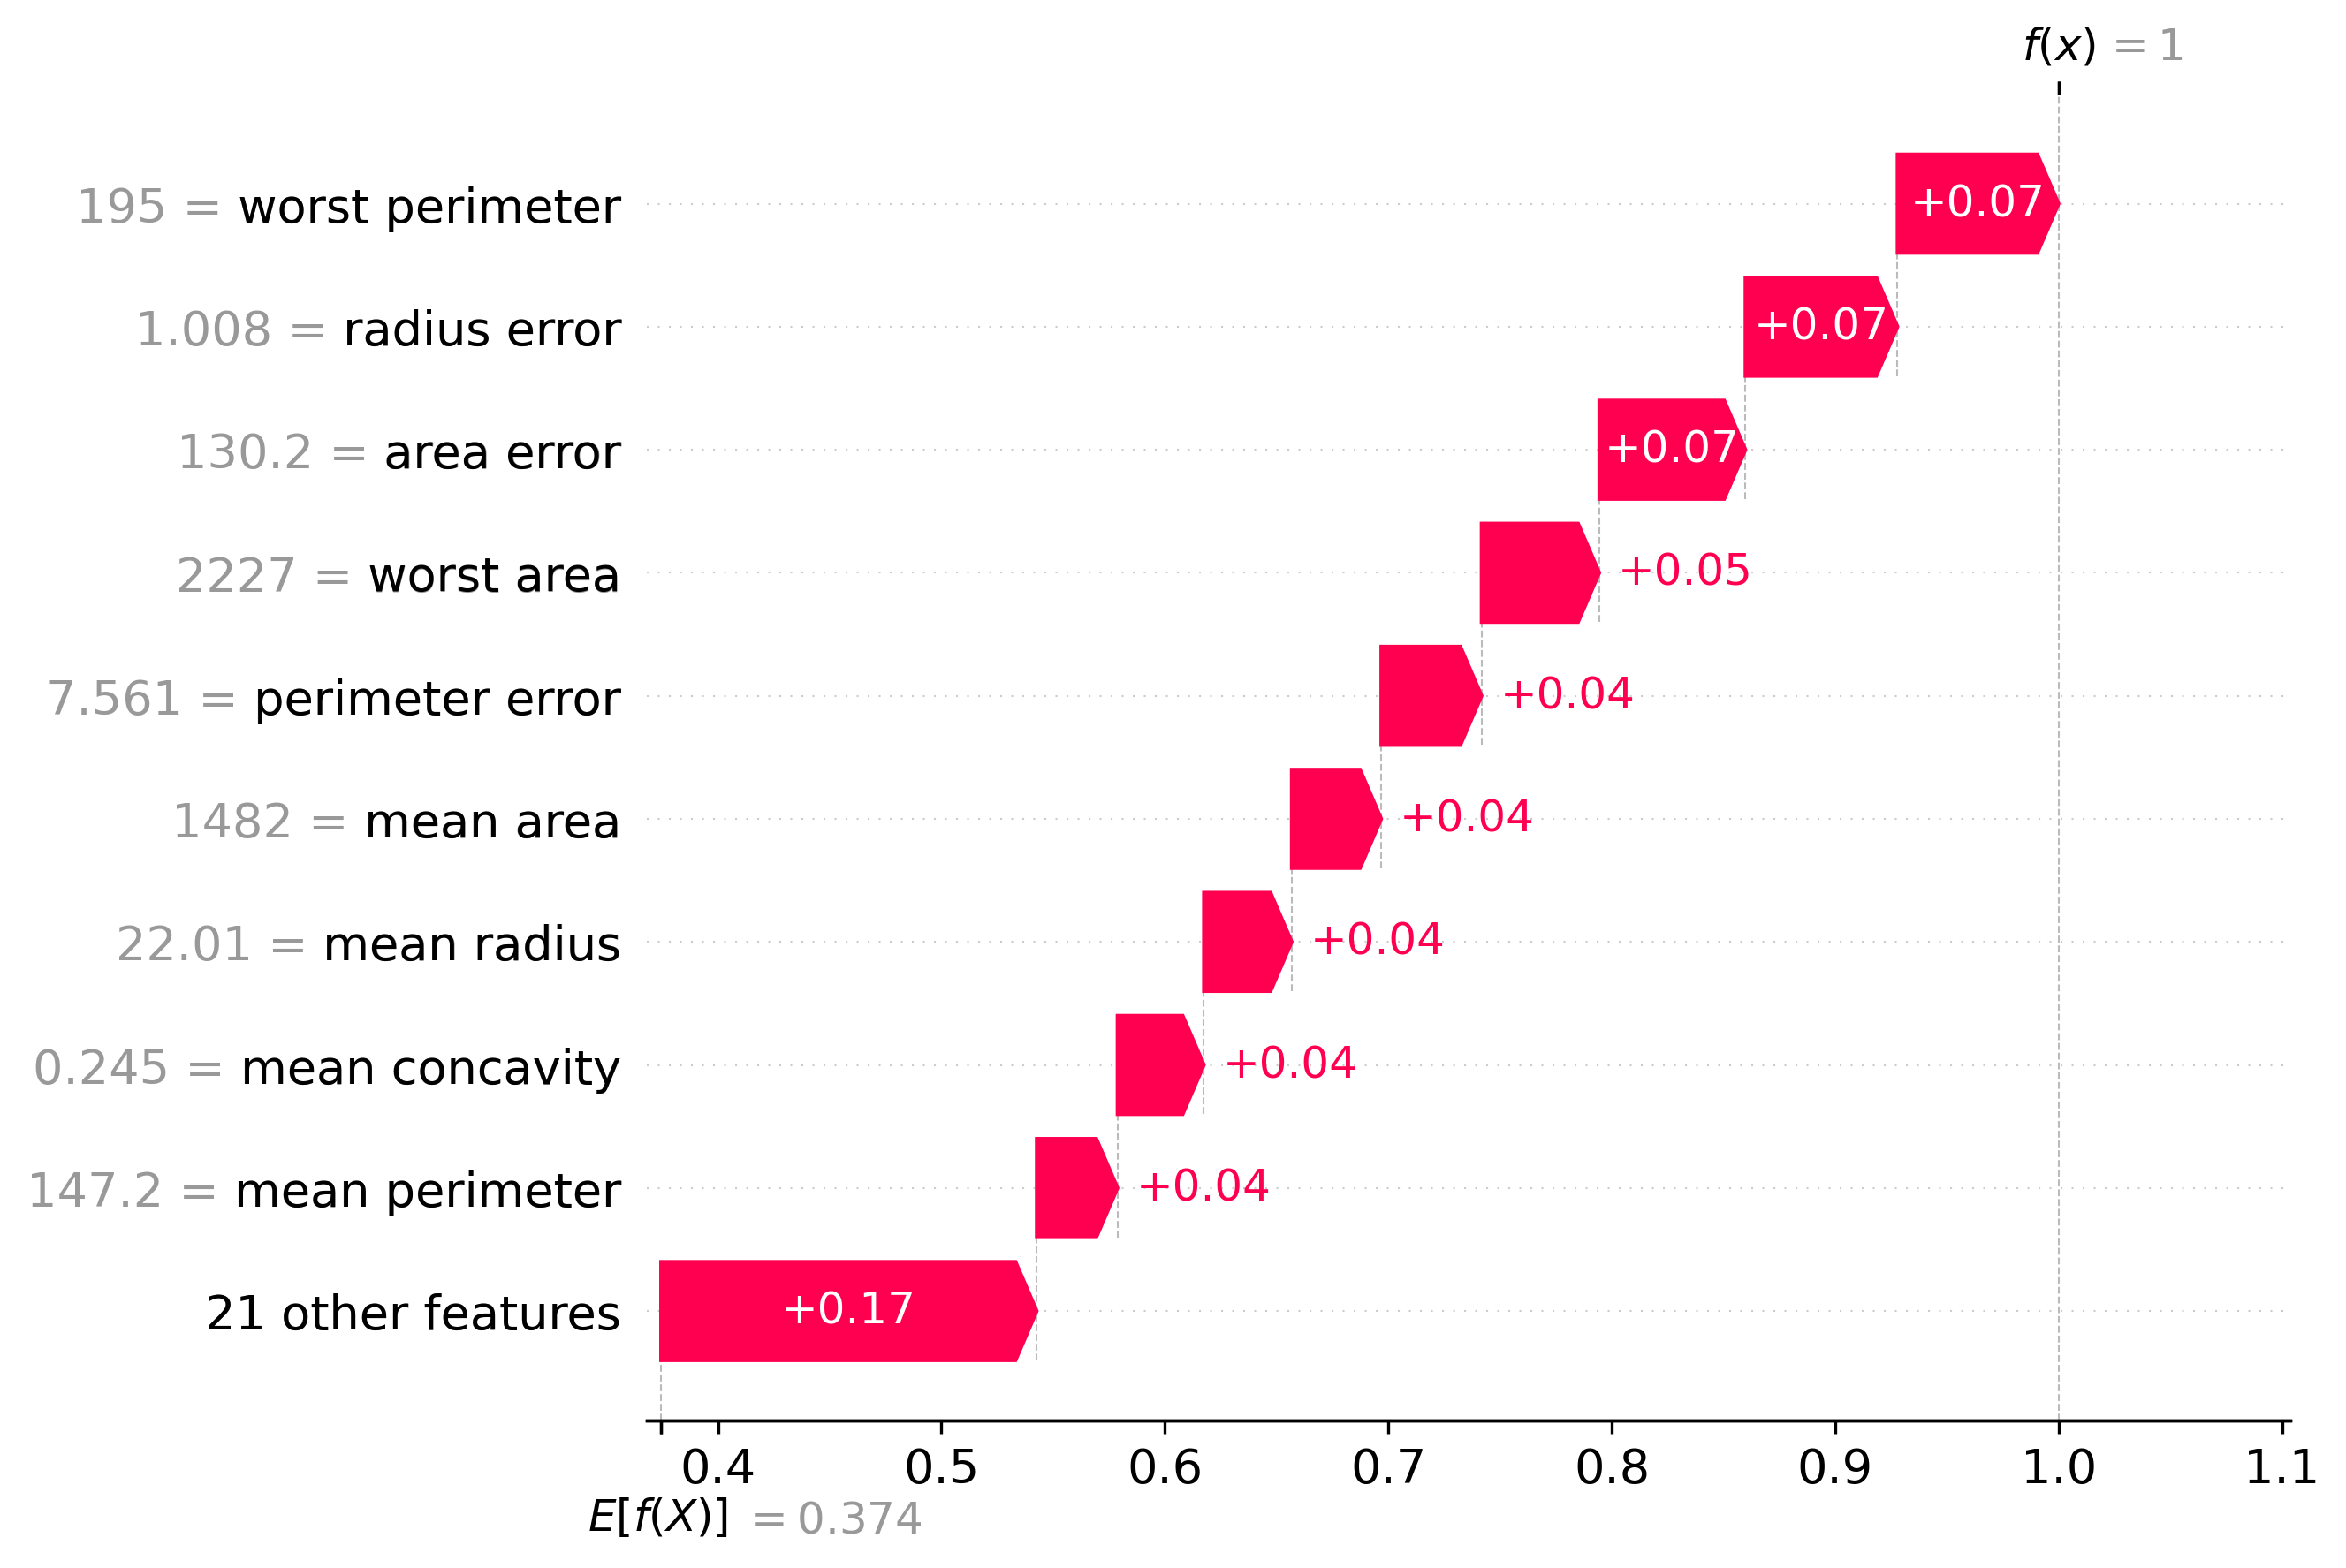 f(x) = 1
195 = worst perimeter +0.07
1.008 = radius error +0.07
130.2 = area error +0.07
2227 = worst area +0.05
7.561 = perimeter error +0.04
1482 = mean area +0.04
22.01 = mean radius +0.04
0.245 = mean concavity +0.04
147.2 = mean perimeter +0.04
21 other features +0.17
0.4 0.5 0.6 0.7 0.8 0.9 1.0 1.1
E[f(X)] = 0.374